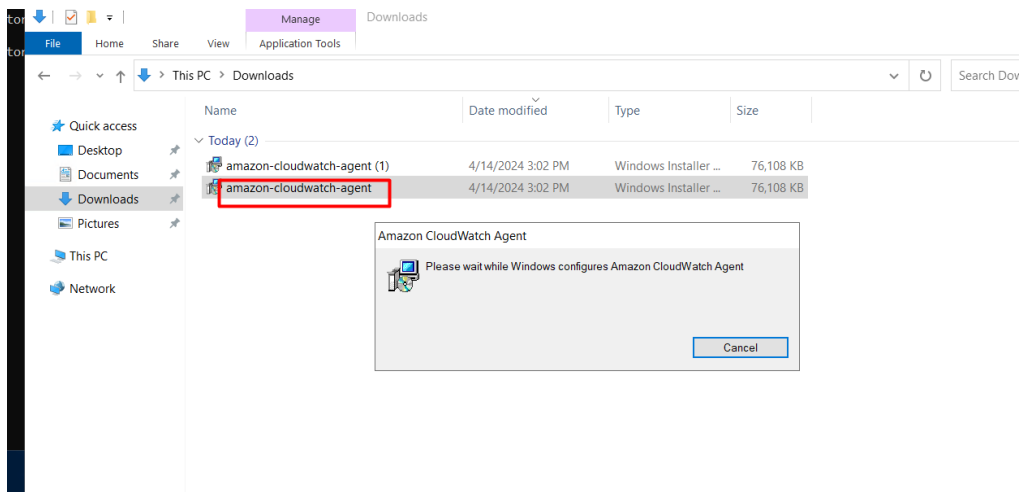 tor
Manage
Downloads
tor
File Home Share View Application Tools
This PC > Downloads
Search Dow
Name Date modified Type Size
Quick access
Today (2)
Desktop
amazon-cloudwatch-agent (1) 4/14/2024 3:02 PM Windows Installer ... 76,108 KB
Documents
amazon-cloudwatch-agent 4/14/2024 3:02 PM Windows Installer ... 76,108 KB
Downloads
Pictures
Amazon CloudWatch Agent
This PC
Please wait while Windows configures Amazon CloudWatch Agent
Network
Cancel